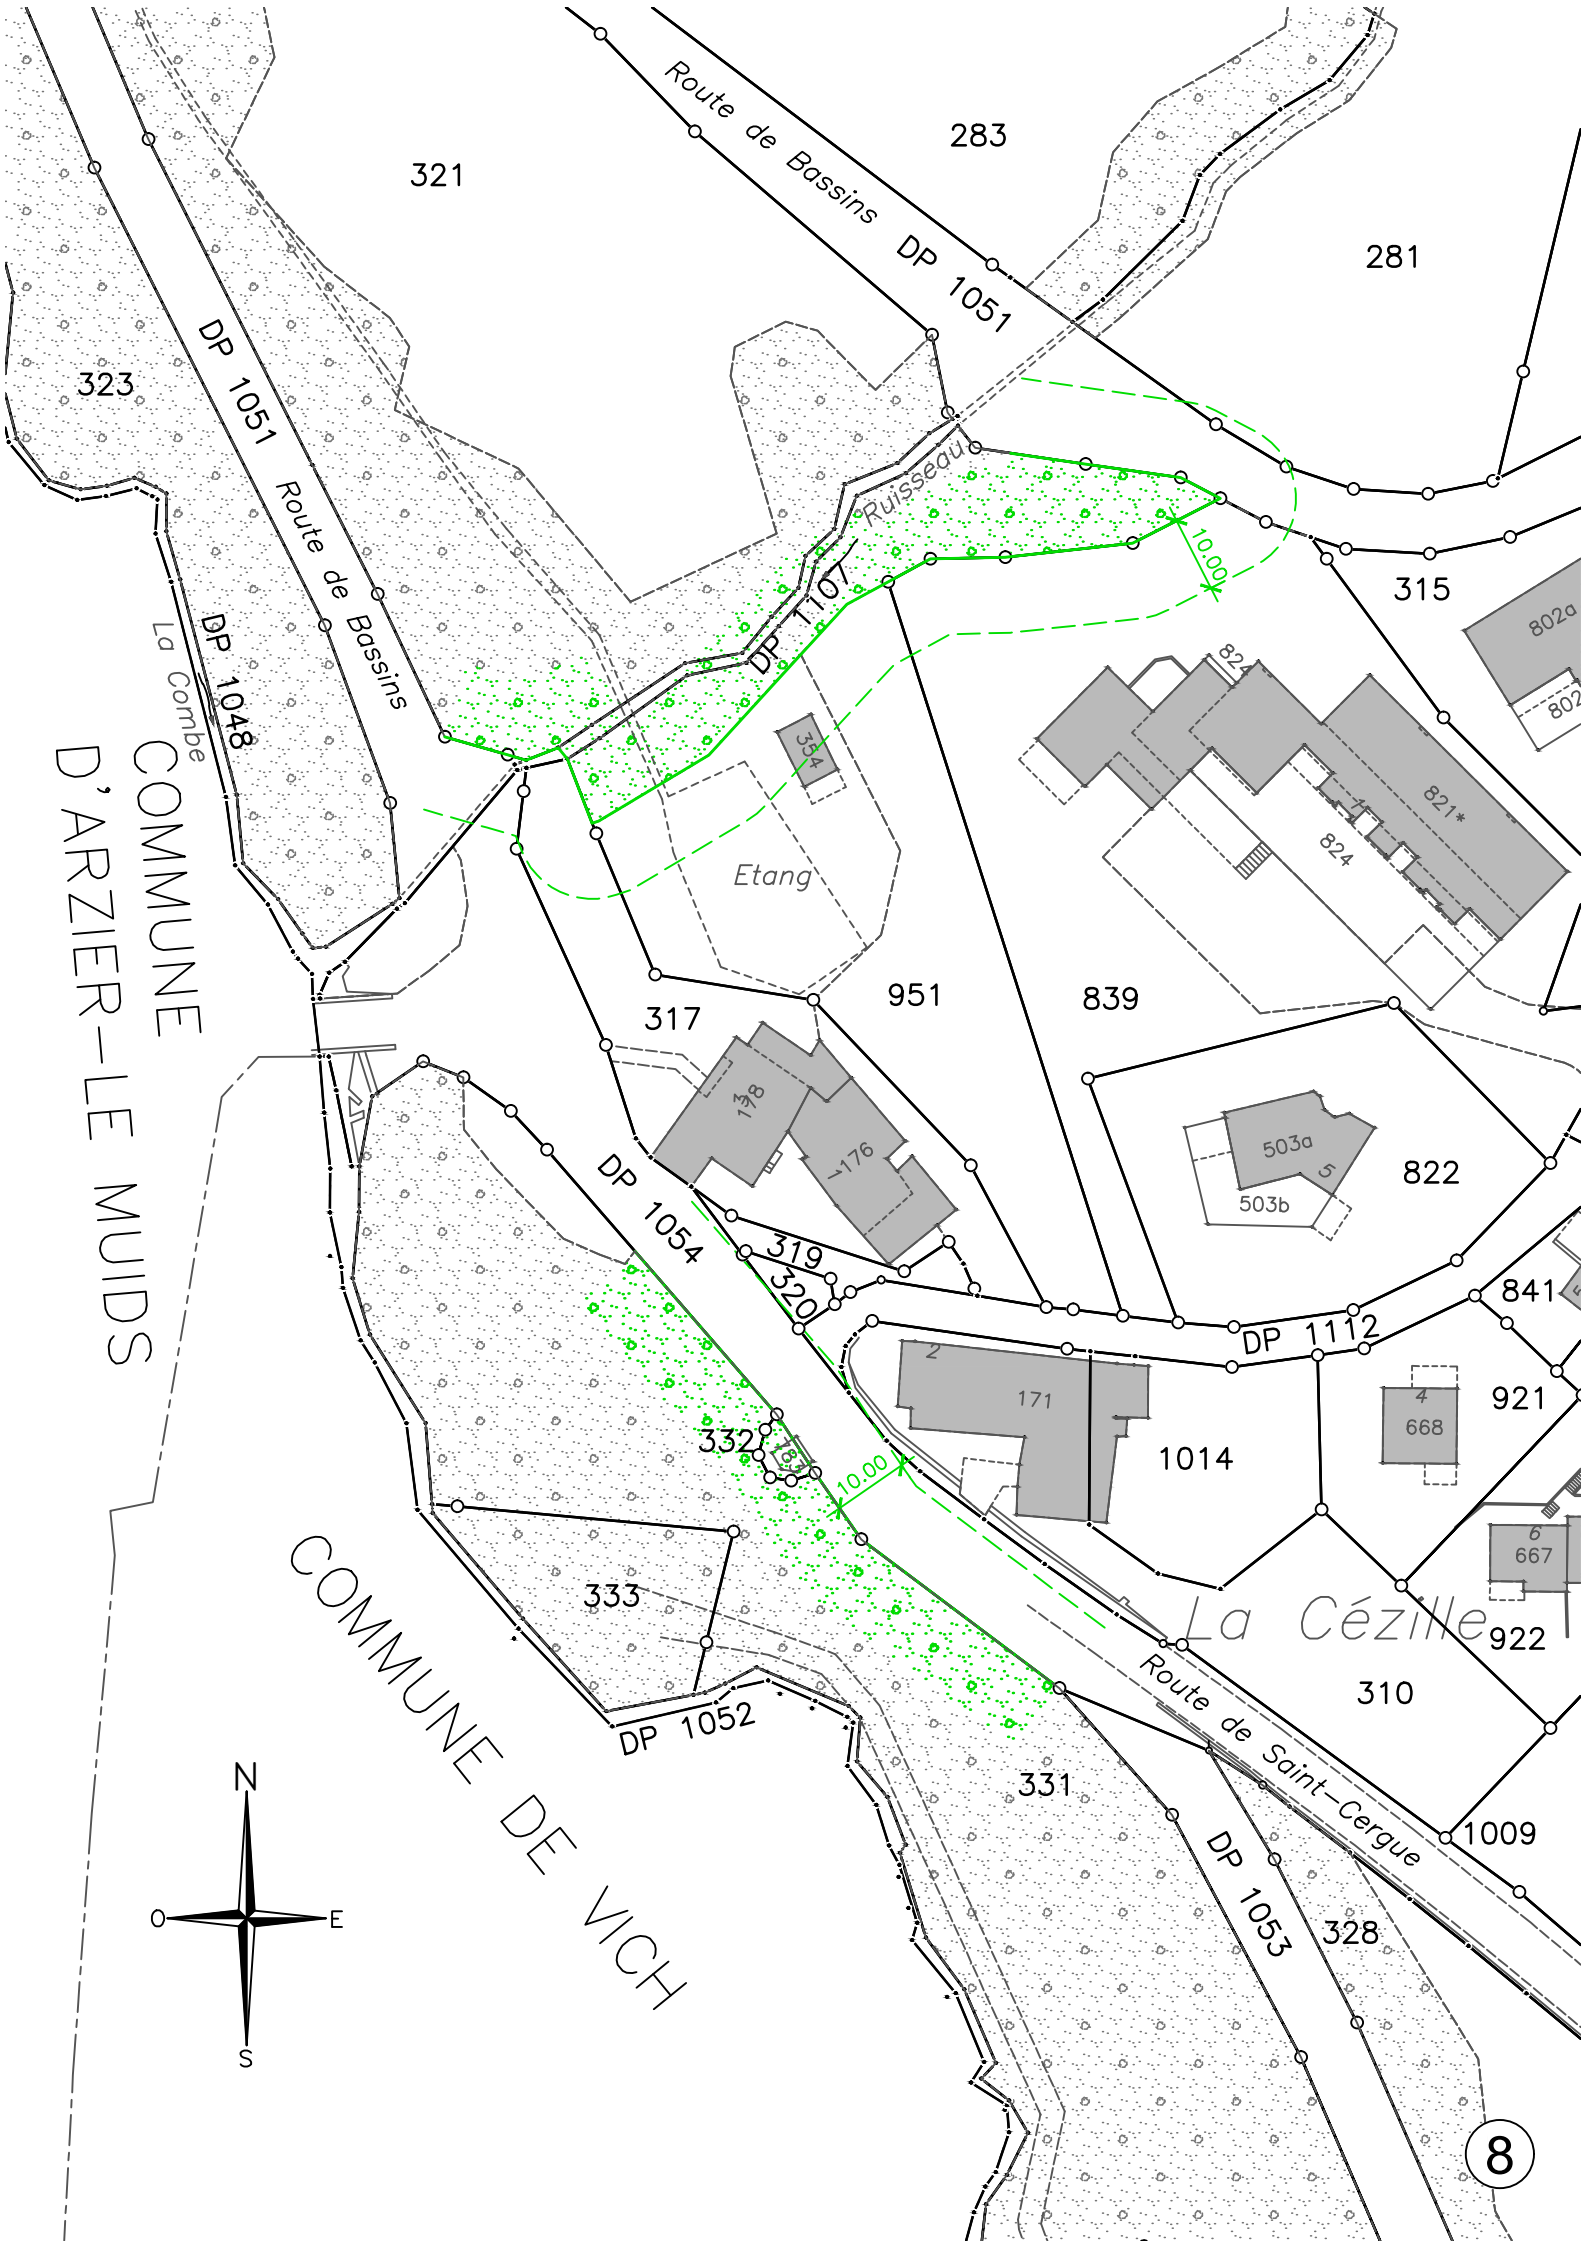 Route de Bassins
DP 1051
283
321
281
323
DP 1051
Route de Bassins
Ruisseau
10.00
315
802a
DP 1107
DP 1048
La Combe
824
354
821*
1
824
COMMUNE
D'ARZIER-LE MUIDS
Etang
951
839
317
178
176
1
503a
5
503b
822
DP 1054
319
320
841
DP 1112
2
171
4
668
921
332
783
10.00
1014
6
667
333
La Cézille
922
COMMUNE DE VICH
310
Route de Saint-Cergue
DP 1052
331
1009
DP 1053
328
N
O
E
S
8